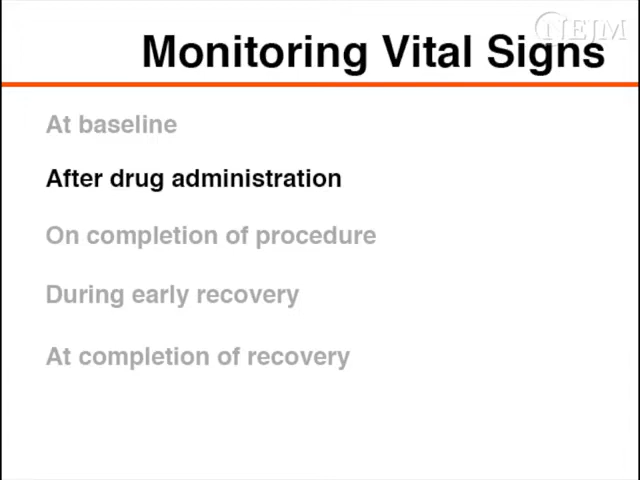 NEJM
Monitoring Vital Signs
At baseline
After drug administration
On completion of procedure
During early recovery
At completion of recovery